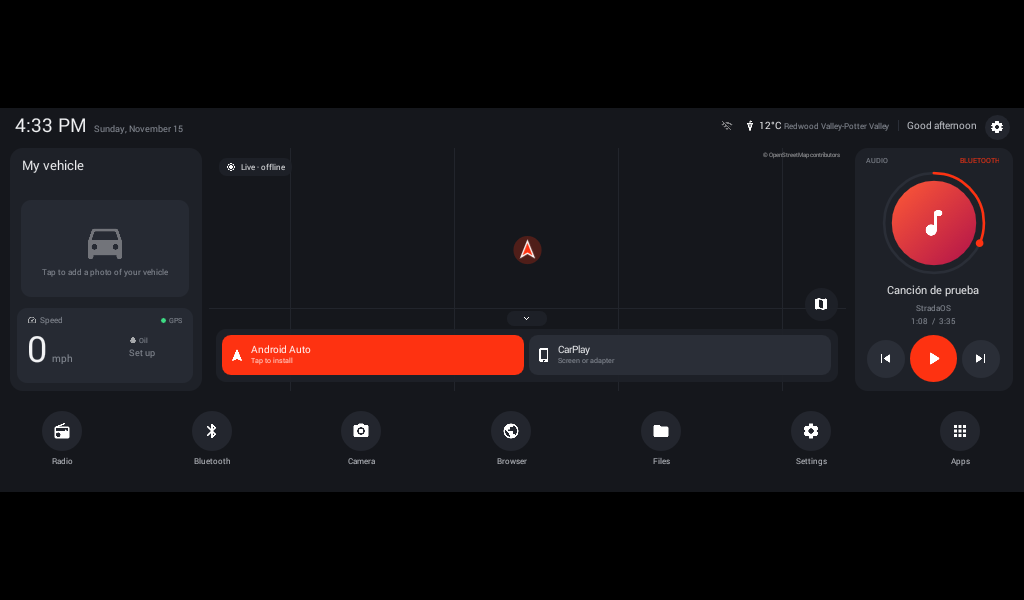 4:33 PM Sunday, November 15
12°C Redwood Valley-Potter Valley Good afternoon
My vehicle
Tap to add a photo of your vehicle
Speed GPS
0 mph
Oil
Set up
Live · offline
© OpenStreetMap contributors
Android Auto
Tap to install
CarPlay
Screen or adapter
AUDIO BLUETOOTH
Canción de prueba
StradaOS
1:08 / 3:35
Radio
Bluetooth
Camera
Browser
Files
Settings
Apps